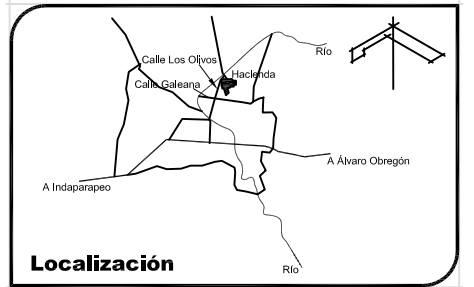 Río
Calle Los Olivos
Hacienda
Calle Galeana
A Álvaro Obregón
A Indaparapeo
Localización
Río